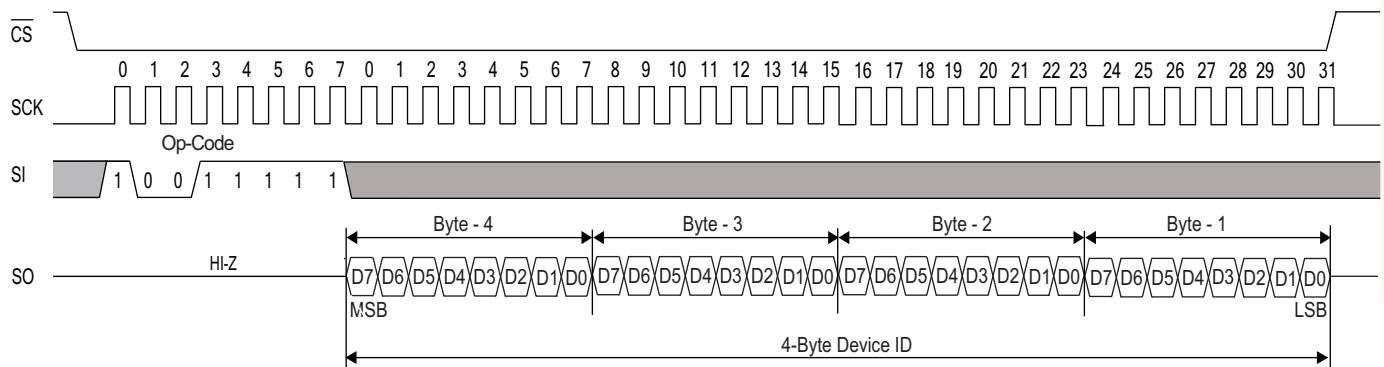 CS
0 1 2 3 4 5 6 7 0 1 2 3 4 5 6 7 8 9 10 11 12 13 14 15 16 17 18 19 20 21 22 23 24 25 26 27 28 29 30 31
SCK
Op-Code
SI 1 0 0 1 1 1 1 1
Byte - 4 Byte - 3 Byte - 2 Byte - 1
SO HI-Z D7 D6 D5 D4 D3 D2 D1 D0 D7 D6 D5 D4 D3 D2 D1 D0 D7 D6 D5 D4 D3 D2 D1 D0 D7 D6 D5 D4 D3 D2 D1 D0
MSB LSB
4-Byte Device ID